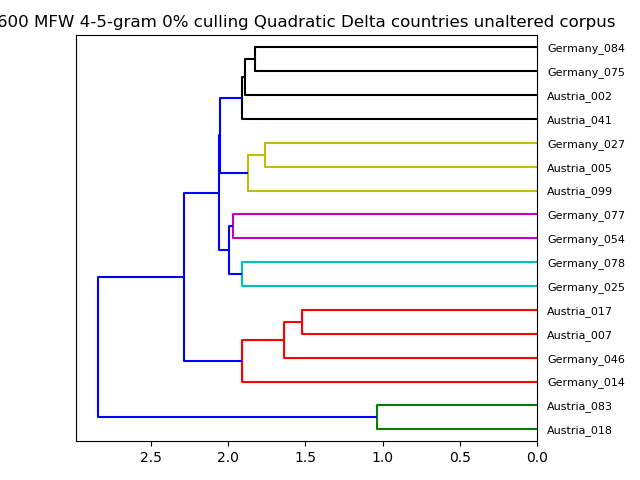 600 MFW 4-5-gram 0% culling Quadratic Delta countries unaltered corpus
Germany_084
Germany_075
Austria_002
Austria_041
Germany_027
Austria_005
Austria_099
Germany_077
Germany_054
Germany_078
Germany_025
Austria_017
Austria_007
Germany_046
Germany_014
Austria_083
Austria_018
2.5 2.0 1.5 1.0 0.5 0.0